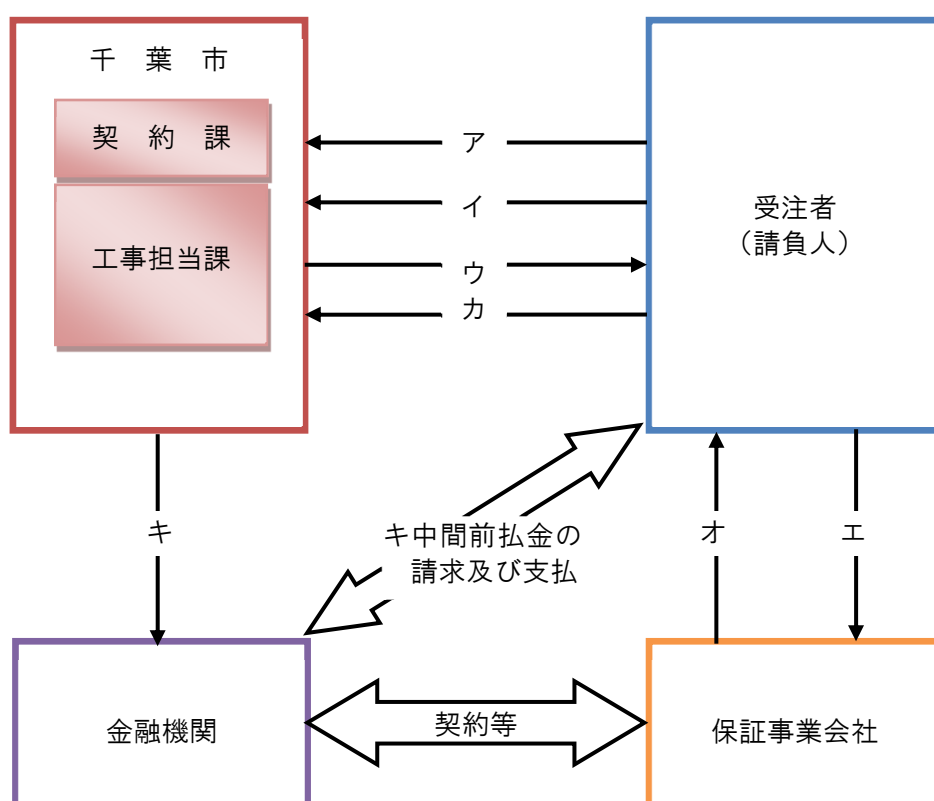 千 葉 市
契 約 課
工事担当課
ア
イ
ウ
カ
受注者
（請負人）
キ
キ中間前払金の
請求及び支払
オ
エ
金融機関
契約等
保証事業会社